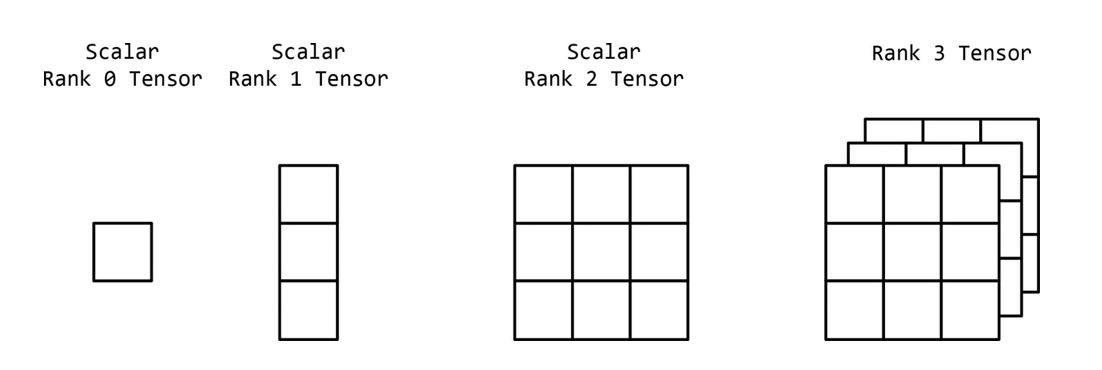 Scalar
Rank 0 Tensor
Scalar
Rank 1 Tensor
Scalar
Rank 2 Tensor
Rank 3 Tensor